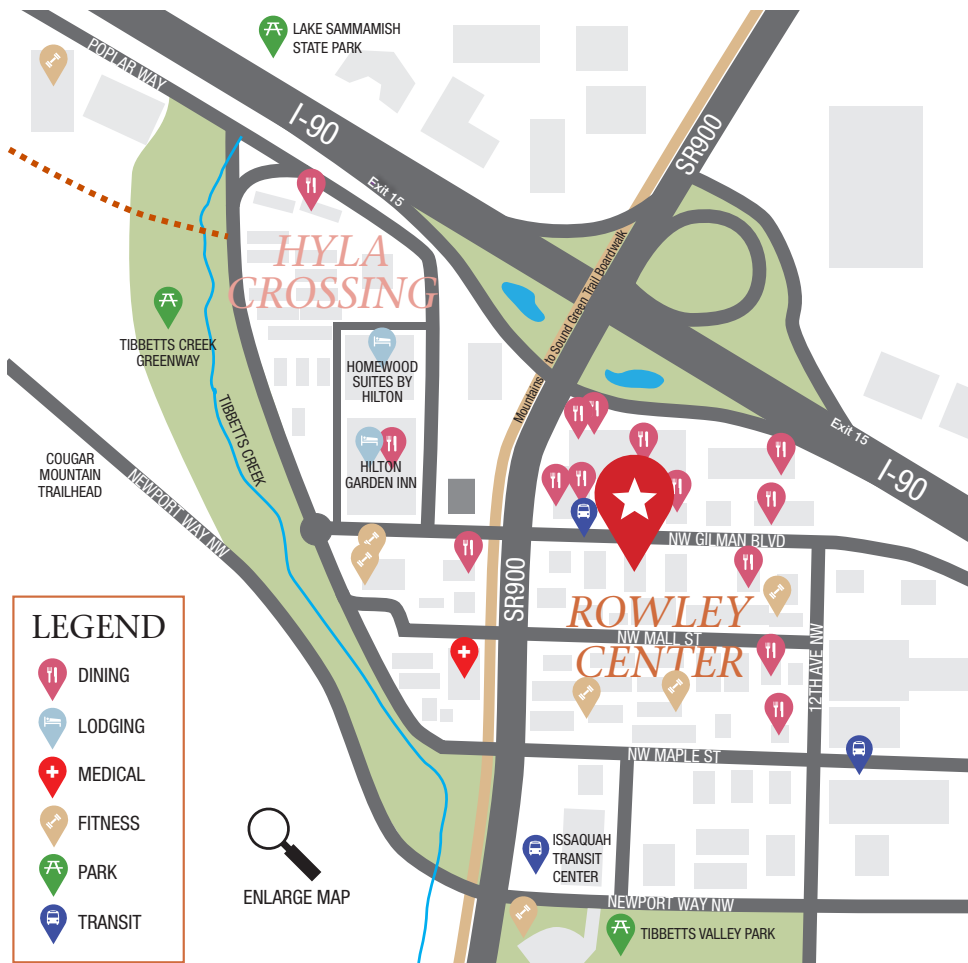 LAKE SAMMAMISH
STATE PARK
POPLAR WAY
I-90
SR900
Exit 15
HYLA
CROSSING
Mountains to Sound Green Trail Boardwalk
TIBBETTS CREEK
GREENWAY
HOMEWOOD
SUITES BY
HILTON
TIBBETTS CREEK
HILTON
GARDEN INN
COUGAR
MOUNTAIN
TRAILHEAD
NEWPORT WAY NW
Exit 15
I-90
NW GILMAN BLVD
SR900
ROWLEY
CENTER
NW MALL ST
12TH AVE NW
NW MAPLE ST
LEGEND
DINING
LODGING
MEDICAL
FITNESS
PARK
TRANSIT
ENLARGE MAP
ISSAQUAH
TRANSIT
CENTER
NEWPORT WAY NW
TIBBETTS VALLEY PARK